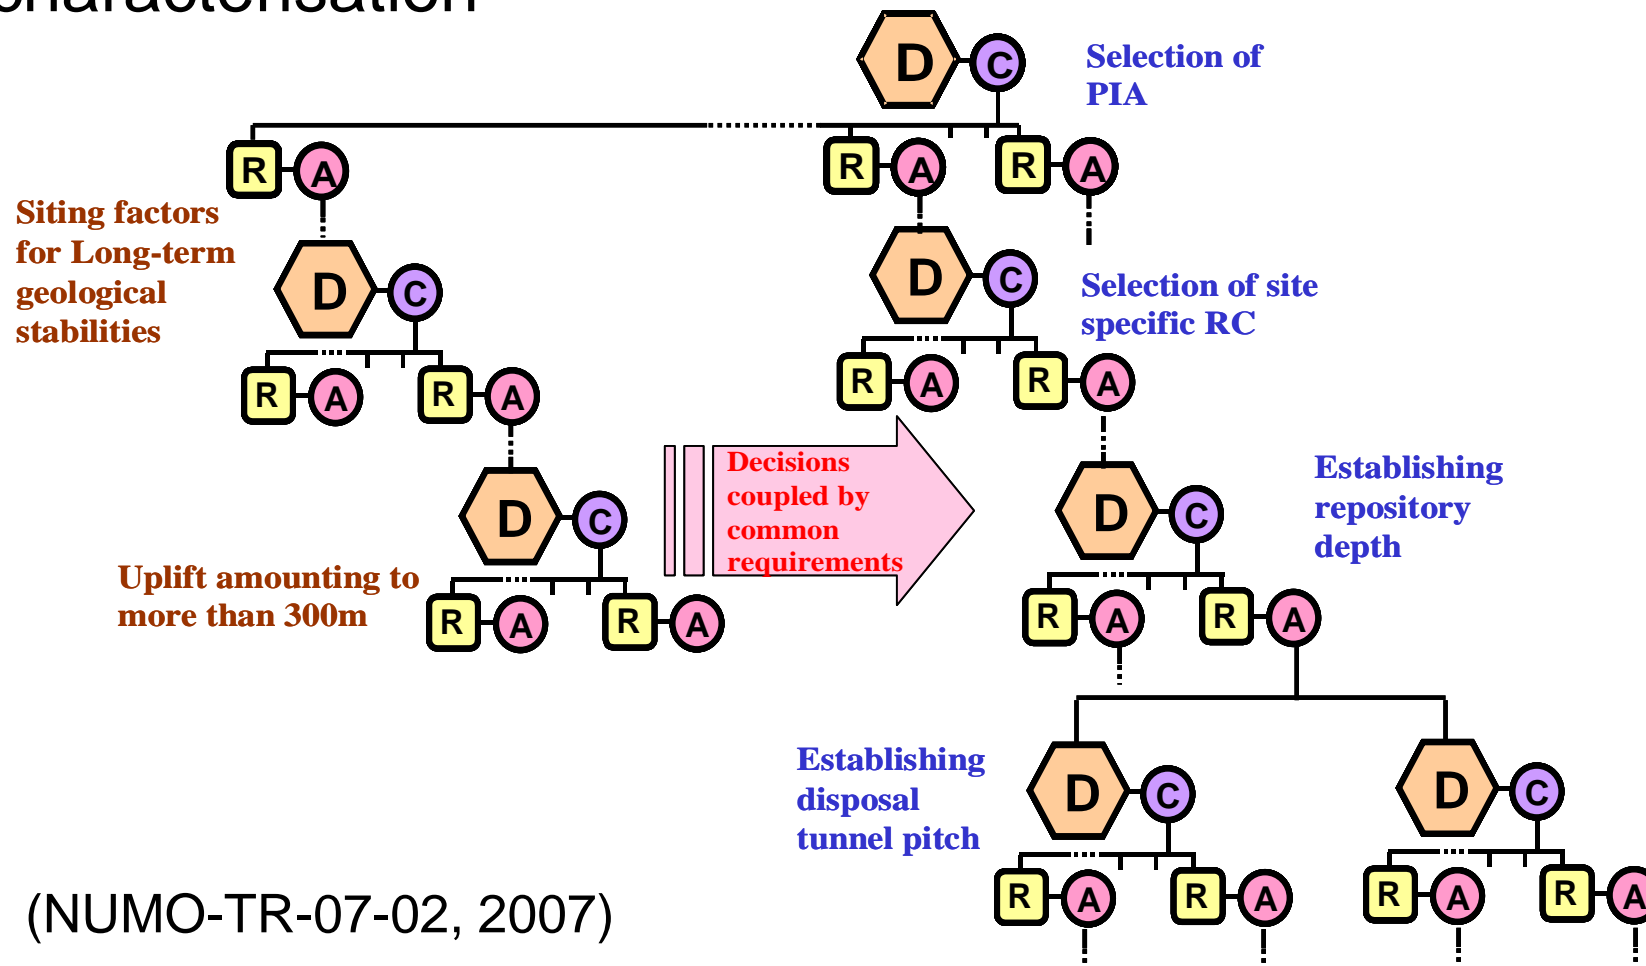 characterisation
D C
Selection of
PIA
R A R A R A
Siting factors
for Long-term
geological
stabilities
D C
D C
Selection of site
specific RC
R A R A
R A R A
Decisions
coupled by
common
requirements
D C
D C
Establishing
repository
depth
Uplift amounting to
more than 300m
R A R A
R A R A
Establishing
disposal
tunnel pitch
D C
D C
R A R A
R A R A
(NUMO-TR-07-02, 2007)